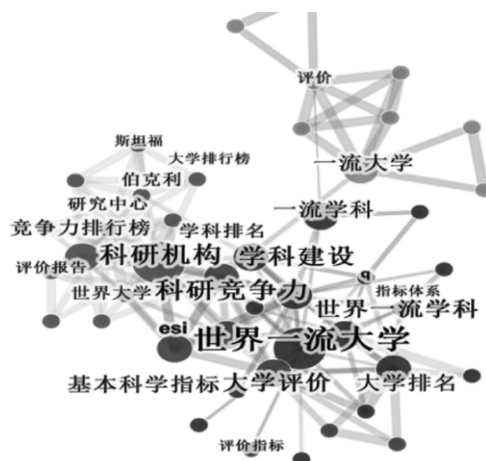 评价
斯坦福
大学排行榜
一流大学
伯克利
研究中心
一流学科
竞争力排行榜
学科排名
科研机构
学科建设
评价报告
世界大学
科研竞争力
q
指标体系
世界一流学科
esi
世界一流大学
基本科学指标
大学评价
大学排名
评价指标